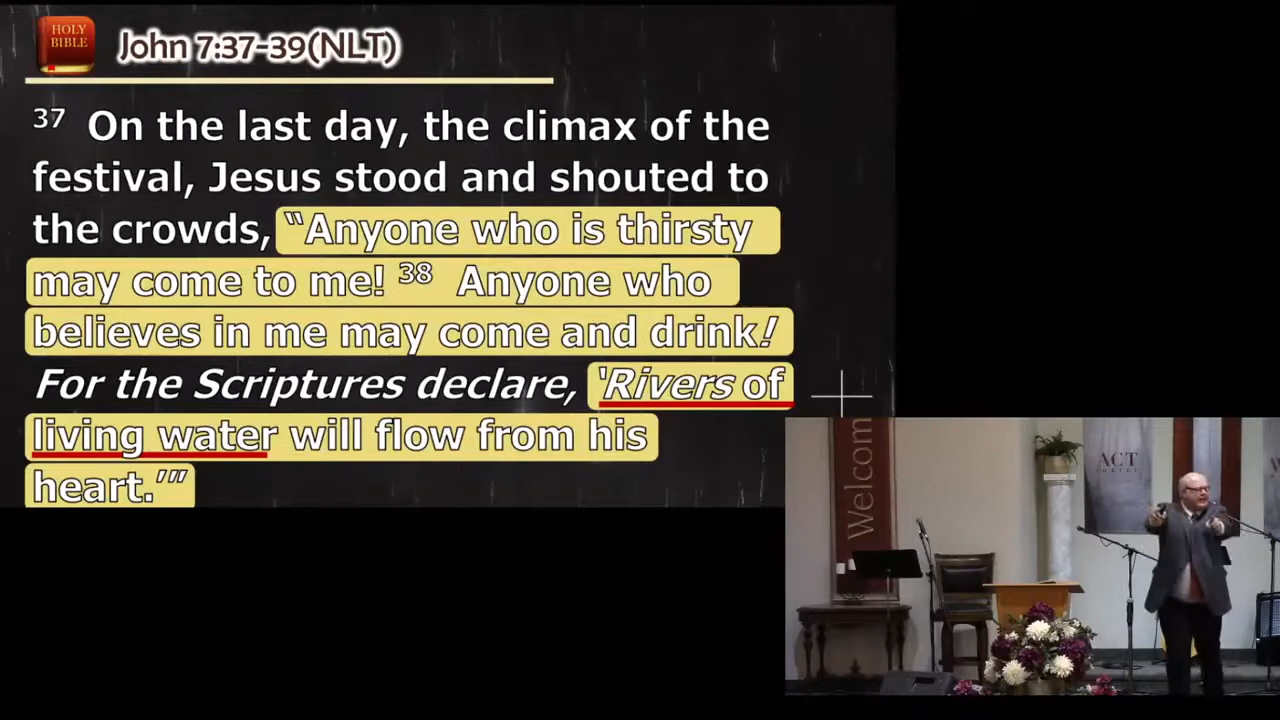 HOLY
BIBLE
John 7:37-39(NLT)
37 On the last day, the climax of the
festival, Jesus stood and shouted to
the crowds, “Anyone who is thirsty
may come to me! 38 Anyone who
believes in me may come and drink!
For the Scriptures declare, ‘Rivers of
living water will flow from his
heart.’”
Welcom
ACT